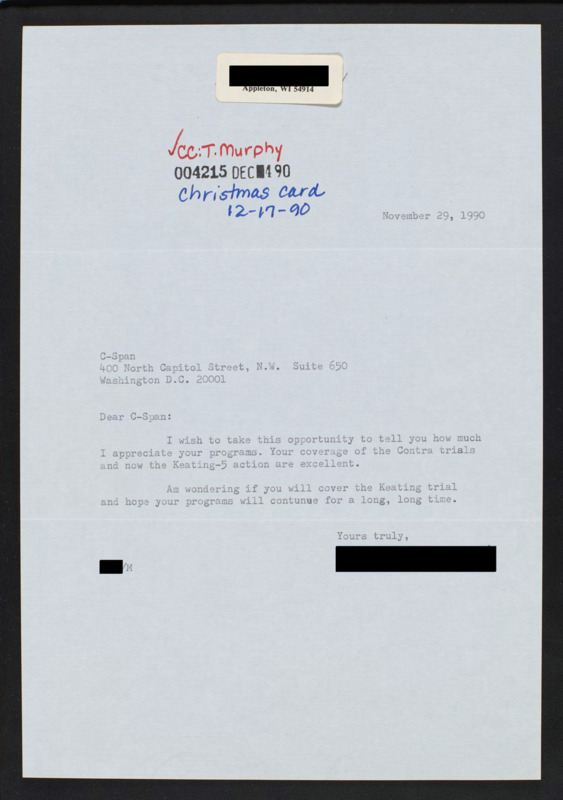 Appleton, WI 54914
✓cc: T. Murphy
004215 DEC 4 90
Christmas card
12-17-90
November 29, 1990
C-Span
400 North Capitol Street, N.W. Suite 650
Washington D.C. 20001
Dear C-Span:
I wish to take this opportunity to tell you how much
I appreciate your programs. Your coverage of the Contra trials
and now the Keating-5 action are excellent.
Am wondering if you will cover the Keating trial
and hope your programs will contunue for a long, long time.
Yours truly,
/M